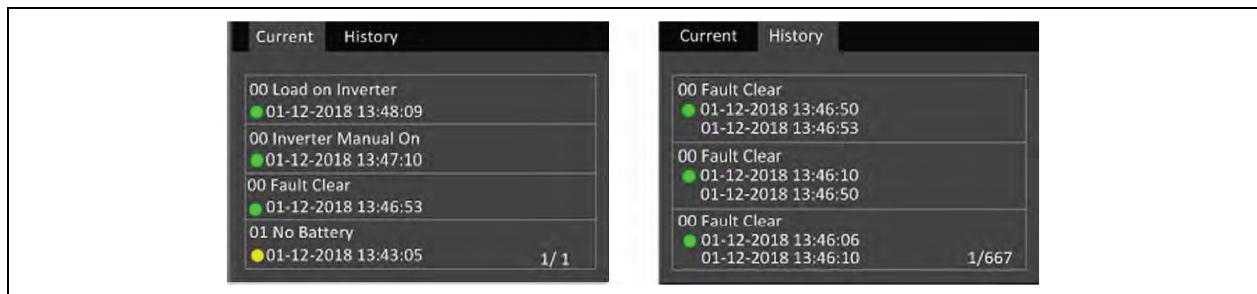 Current History
00 Load on Inverter
01-12-2018 13:48:09
00 Inverter Manual On
01-12-2018 13:47:10
00 Fault Clear
01-12-2018 13:46:53
01 No Battery
01-12-2018 13:43:05 1/ 1
Current History
00 Fault Clear
01-12-2018 13:46:50
01-12-2018 13:46:53
00 Fault Clear
01-12-2018 13:46:10
01-12-2018 13:46:50
00 Fault Clear
01-12-2018 13:46:06
01-12-2018 13:46:10 1/667